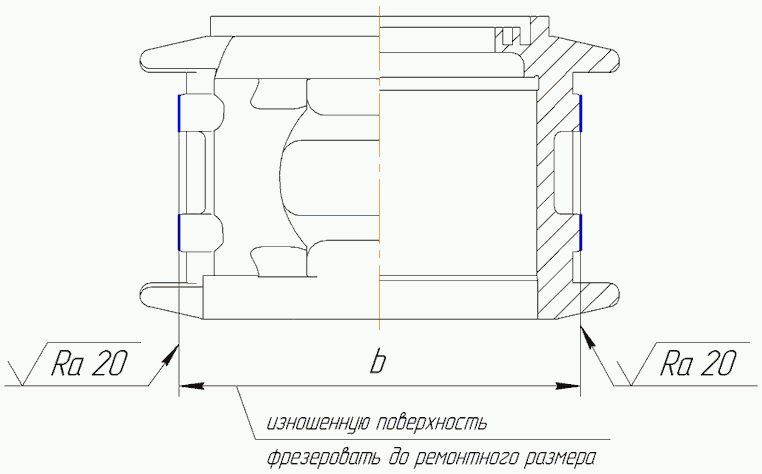 Ra 20
b
Ra 20
изношенную поверхность
фрезеровать до ремонтного размера